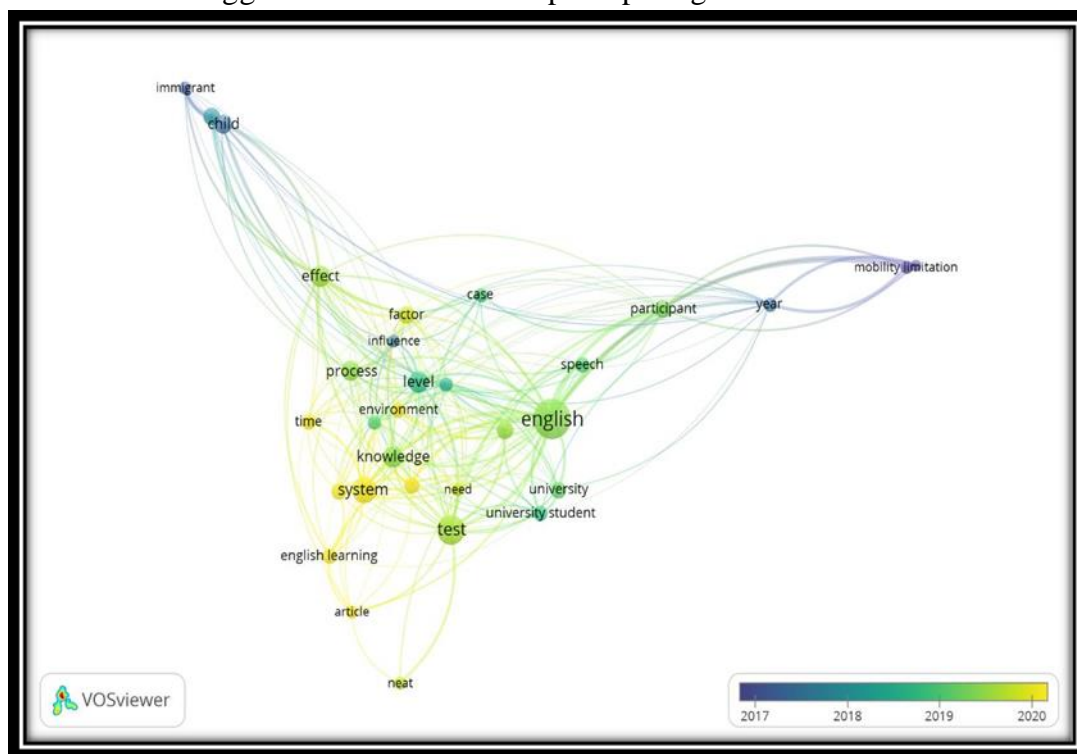 immigrant
child
mobility limitation
effect
case
year
participant
factor
influence
speech
process
level
environment
time
english
knowledge
system
need
university
university student
test
english learning
article
neat
VOSviewer
2017 2018 2019 2020